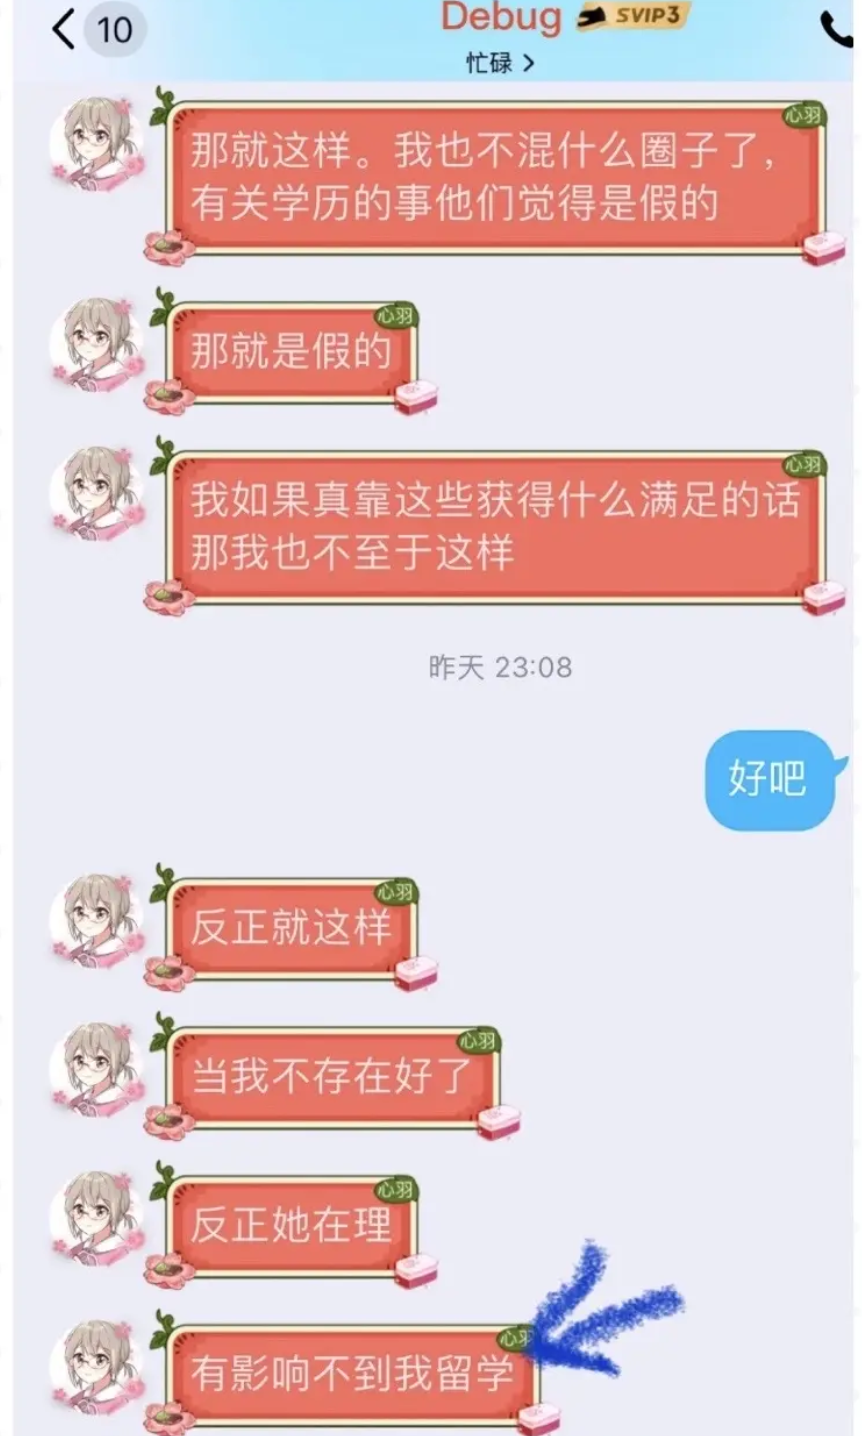 10
Debug
SVIP3
忙碌 >
心羽
那就这样。我也不混什么圈子了，
有关学历的事他们觉得是假的
心羽
那就是假的
心羽
我如果真靠这些获得什么满足的话
那我也不至于这样
昨天 23:08
好吧
心羽
反正就这样
心羽
当我不存在好了
心羽
反正她在理
心羽
有影响不到我留学